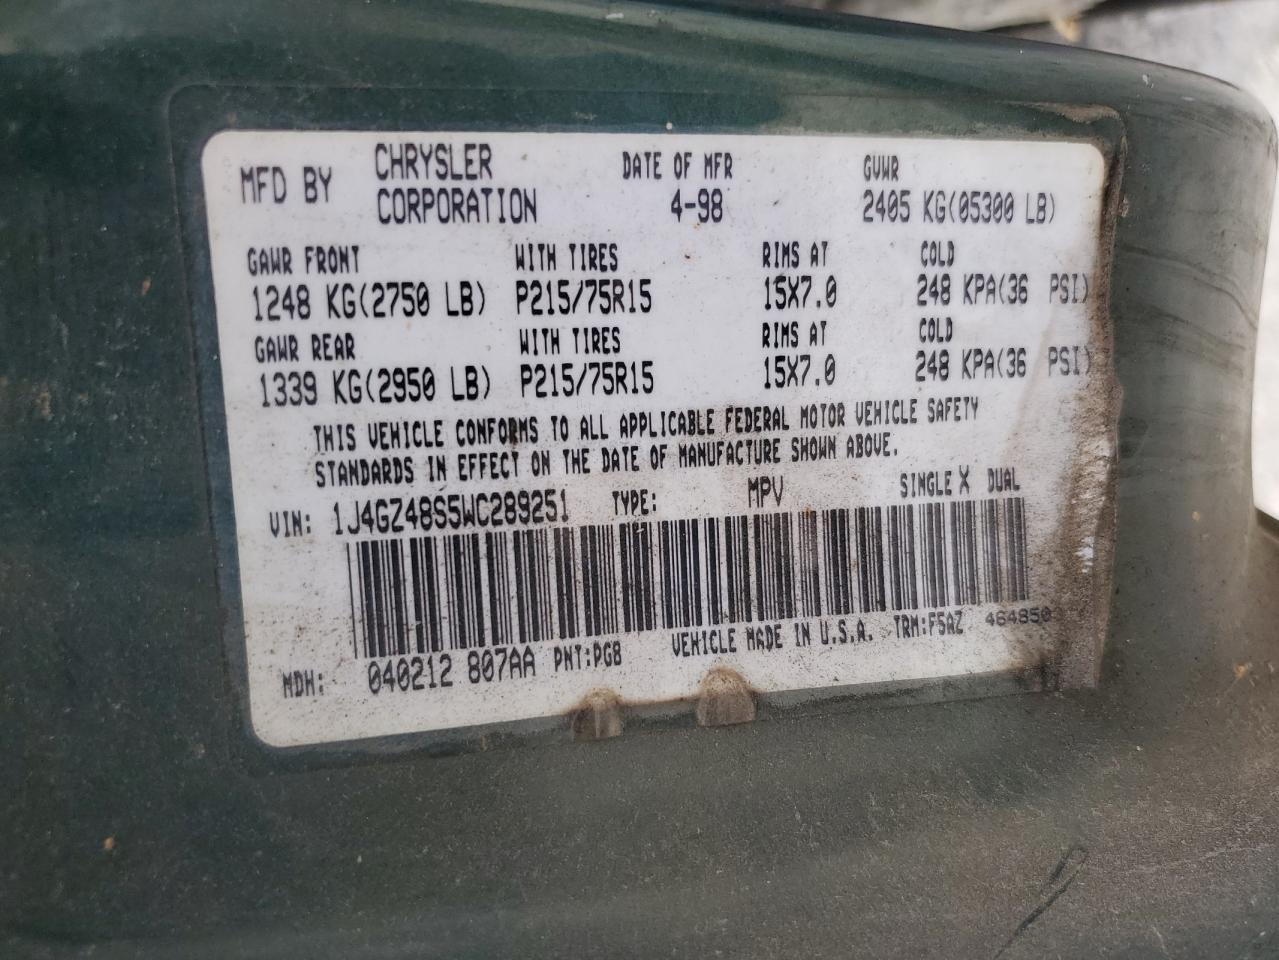 MFD BY CHRYSLER CORPORATION DATE OF MFR 4-98 GVWR 2405 KG(05300 LB)
GAWR FRONT WITH TIRES RIMS AT COLD
1248 KG(2750 LB) P215/75R15 15X7.0 248 KPA(36 PSI)
GAWR REAR WITH TIRES RIMS AT COLD
1339 KG(2950 LB) P215/75R15 15X7.0 248 KPA(36 PSI)
THIS VEHICLE CONFORMS TO ALL APPLICABLE FEDERAL MOTOR VEHICLE SAFETY
STANDARDS IN EFFECT ON THE DATE OF MANUFACTURE SHOWN ABOVE.
VIN: 1J4GZ48S5WC289251 TYPE: MPV SINGLE X DUAL
MDH: 040212 807AA PNT:PG8 VEHICLE MADE IN U.S.A. TRM:F5AZ 464850